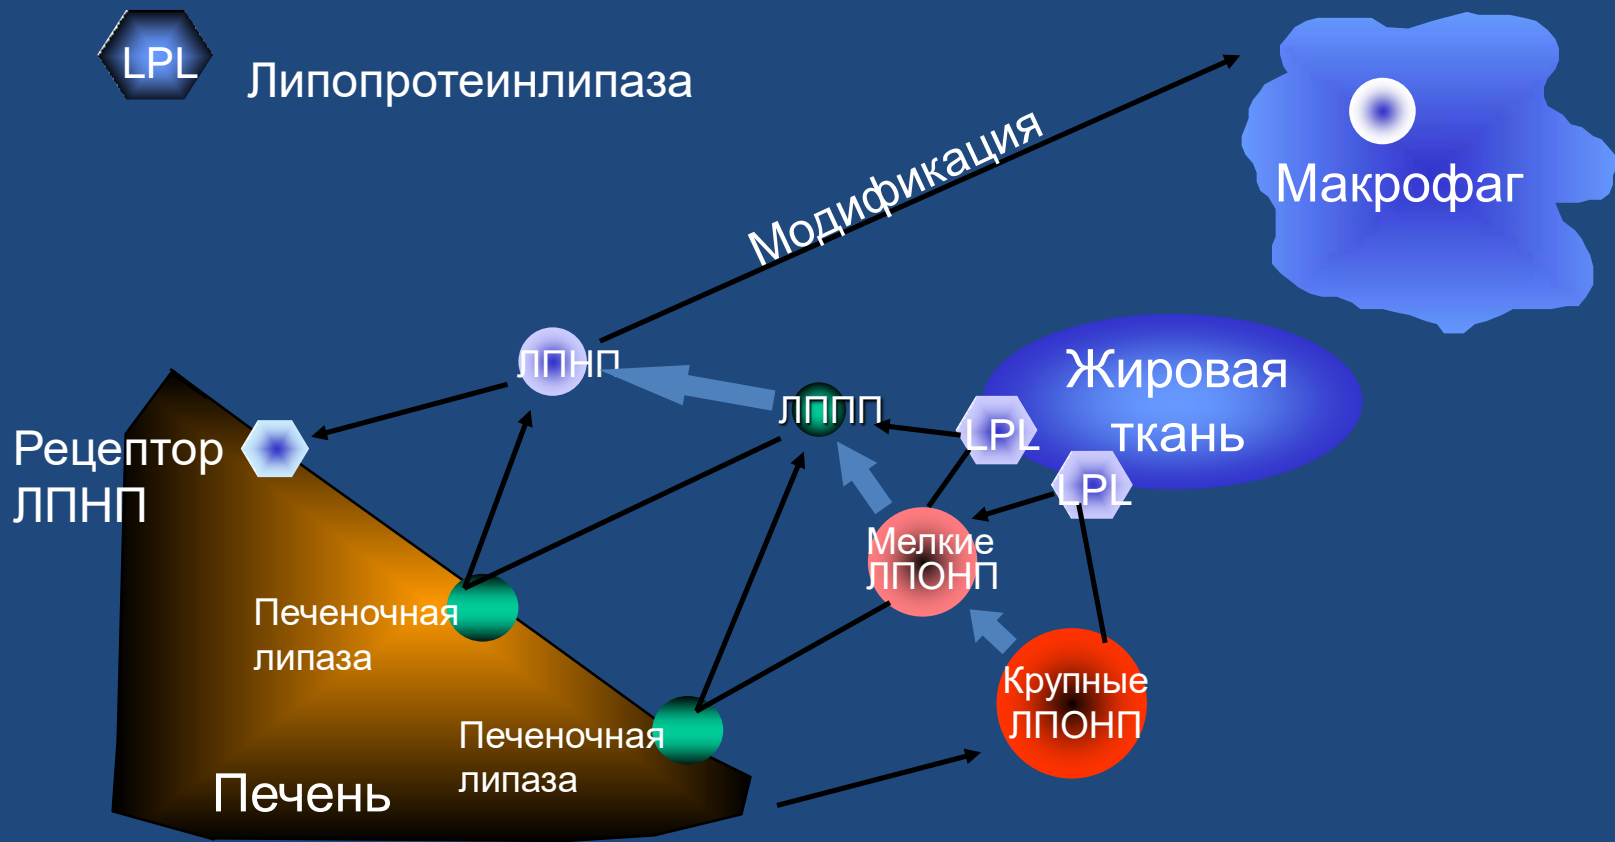 LPL
Липопротеинлипаза
Модификация
Макрофаг
ЛПНП
Жировая
ткань
ЛППП
LPL
LPL
Рецептор
ЛПНП
Мелкие
ЛПОНП
Печеночная
липаза
Крупные
ЛПОНП
Печеночная
липаза
Печень